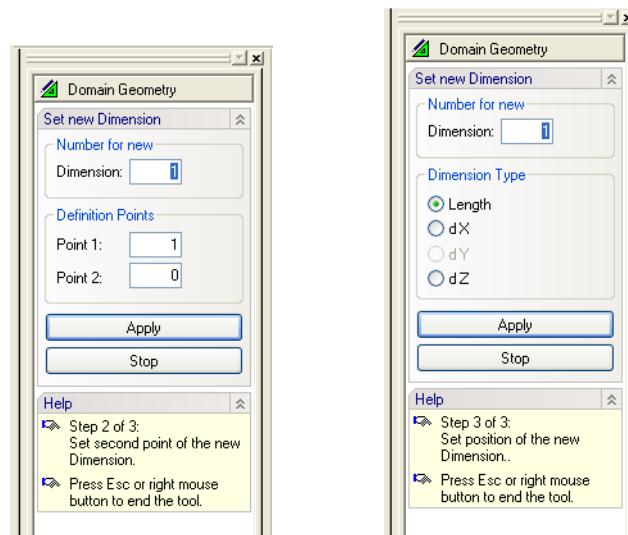 Domain Geometry
Set new Dimension
Number for new
Dimension: 1
Definition Points
Point 1: 1
Point 2: 0
Apply
Stop
Help
Step 2 of 3:
Set second point of the new
Dimension.
Press Esc or right mouse
button to end the tool.
Domain Geometry
Set new Dimension
Number for new
Dimension: 1
Dimension Type
Length
dX
dY
dZ
Apply
Stop
Help
Step 3 of 3:
Set position of the new
Dimension..
Press Esc or right mouse
button to end the tool.